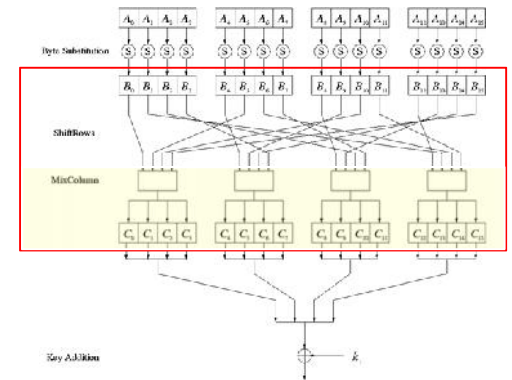 A₀ A₁ A₂ A₃ A₄ A₅ A₆ A₇ A₈ A₉ A₁₀ A₁₁ A₁₂ A₁₃ A₁₄ A₁₅
Byte Substitution S S S S S S S S S S S S S S S S
B₀ B₁ B₂ B₃ B₄ B₅ B₆ B₇ B₈ B₉ B₁₀ B₁₁ B₁₂ B₁₃ B₁₄ B₁₅
ShiftRows
MixColumn
C₀ C₁ C₂ C₃ C₄ C₅ C₆ C₇ C₈ C₉ C₁₀ C₁₁ C₁₂ C₁₃ C₁₄ C₁₅
Key Addition kᵢ